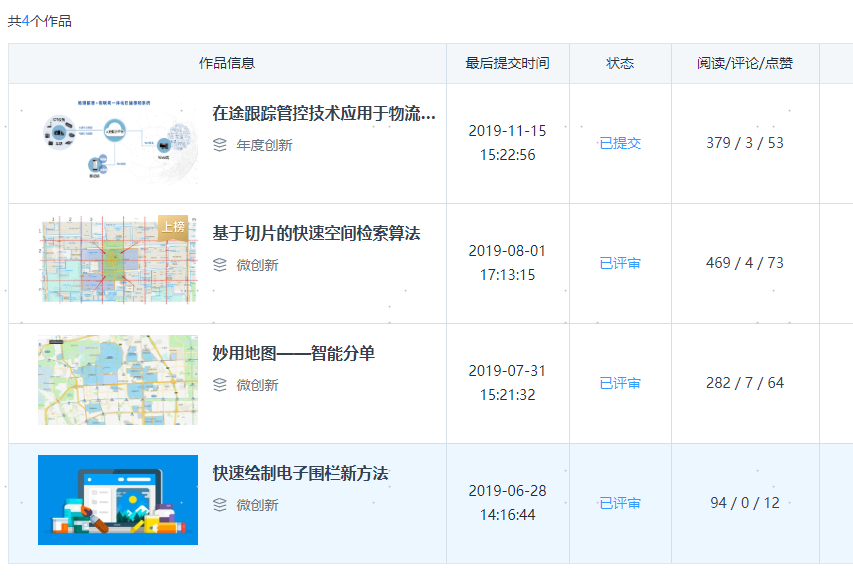 共4个作品
作品信息
最后提交时间
状态
阅读/评论/点赞
在途跟踪管控技术应用于物流...
年度创新
2019-11-15
15:22:56
已提交
379 / 3 / 53
上榜
基于切片的快速空间检索算法
微创新
2019-08-01
17:13:15
已评审
469 / 4 / 73
妙用地图——智能分单
微创新
2019-07-31
15:21:32
已评审
282 / 7 / 64
快速绘制电子围栏新方法
微创新
2019-06-28
14:16:44
已评审
94 / 0 / 12